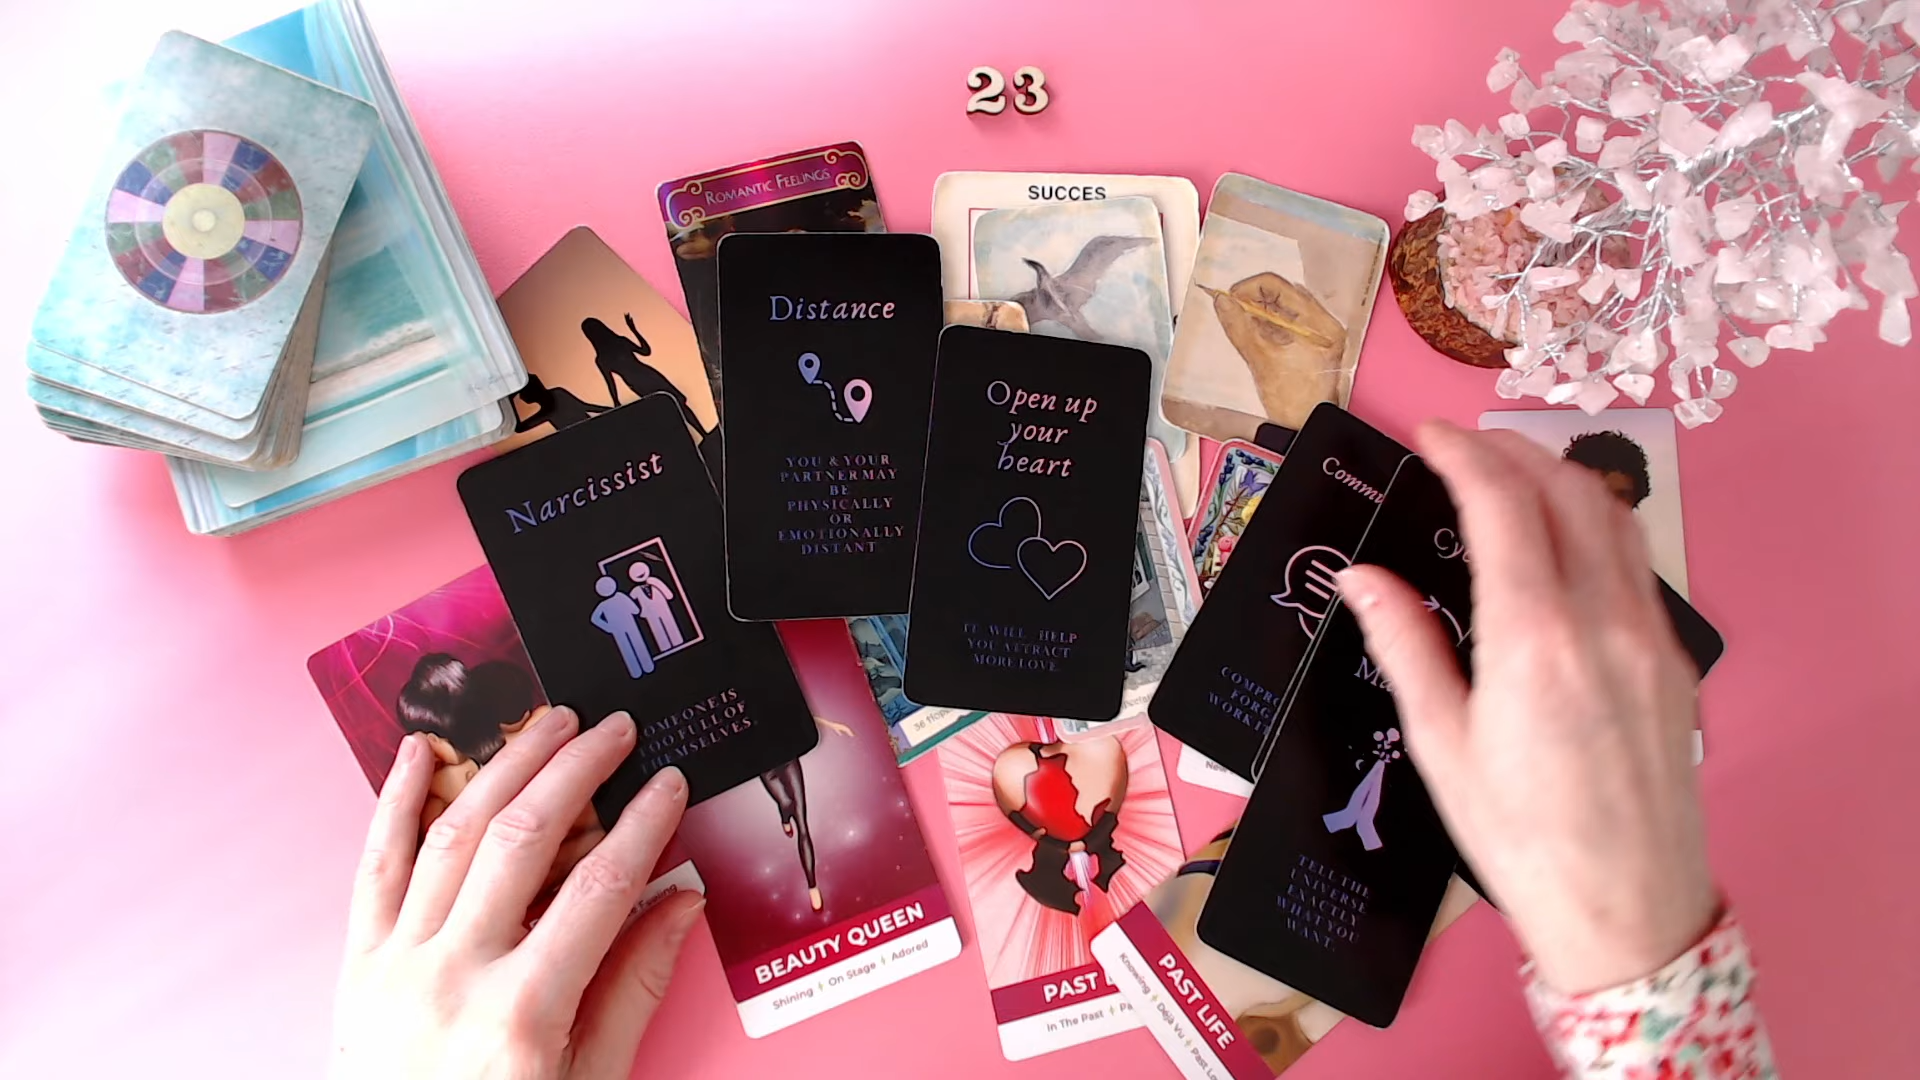 23
ROMANTIC FEELINGS
SUCCES
Distance
YOU & YOUR
PARTNER MAY
BE
PHYSICALLY
OR
EMOTIONALLY
DISTANT.
Open up
your
heart
IT WILL HELP
YOU ATTRACT
MORE LOVE.
Narcissist
SOMEONE IS
TOO FULL OF
THEMSELVES.
TELL THE
UNIVERSE
EXACTLY
WHAT YOU
WANT.
36
Feeling
BEAUTY QUEEN
Shining On Stage Adored
PAST
In The Past
PAST LIFE
Knowing Déjà Vu Past